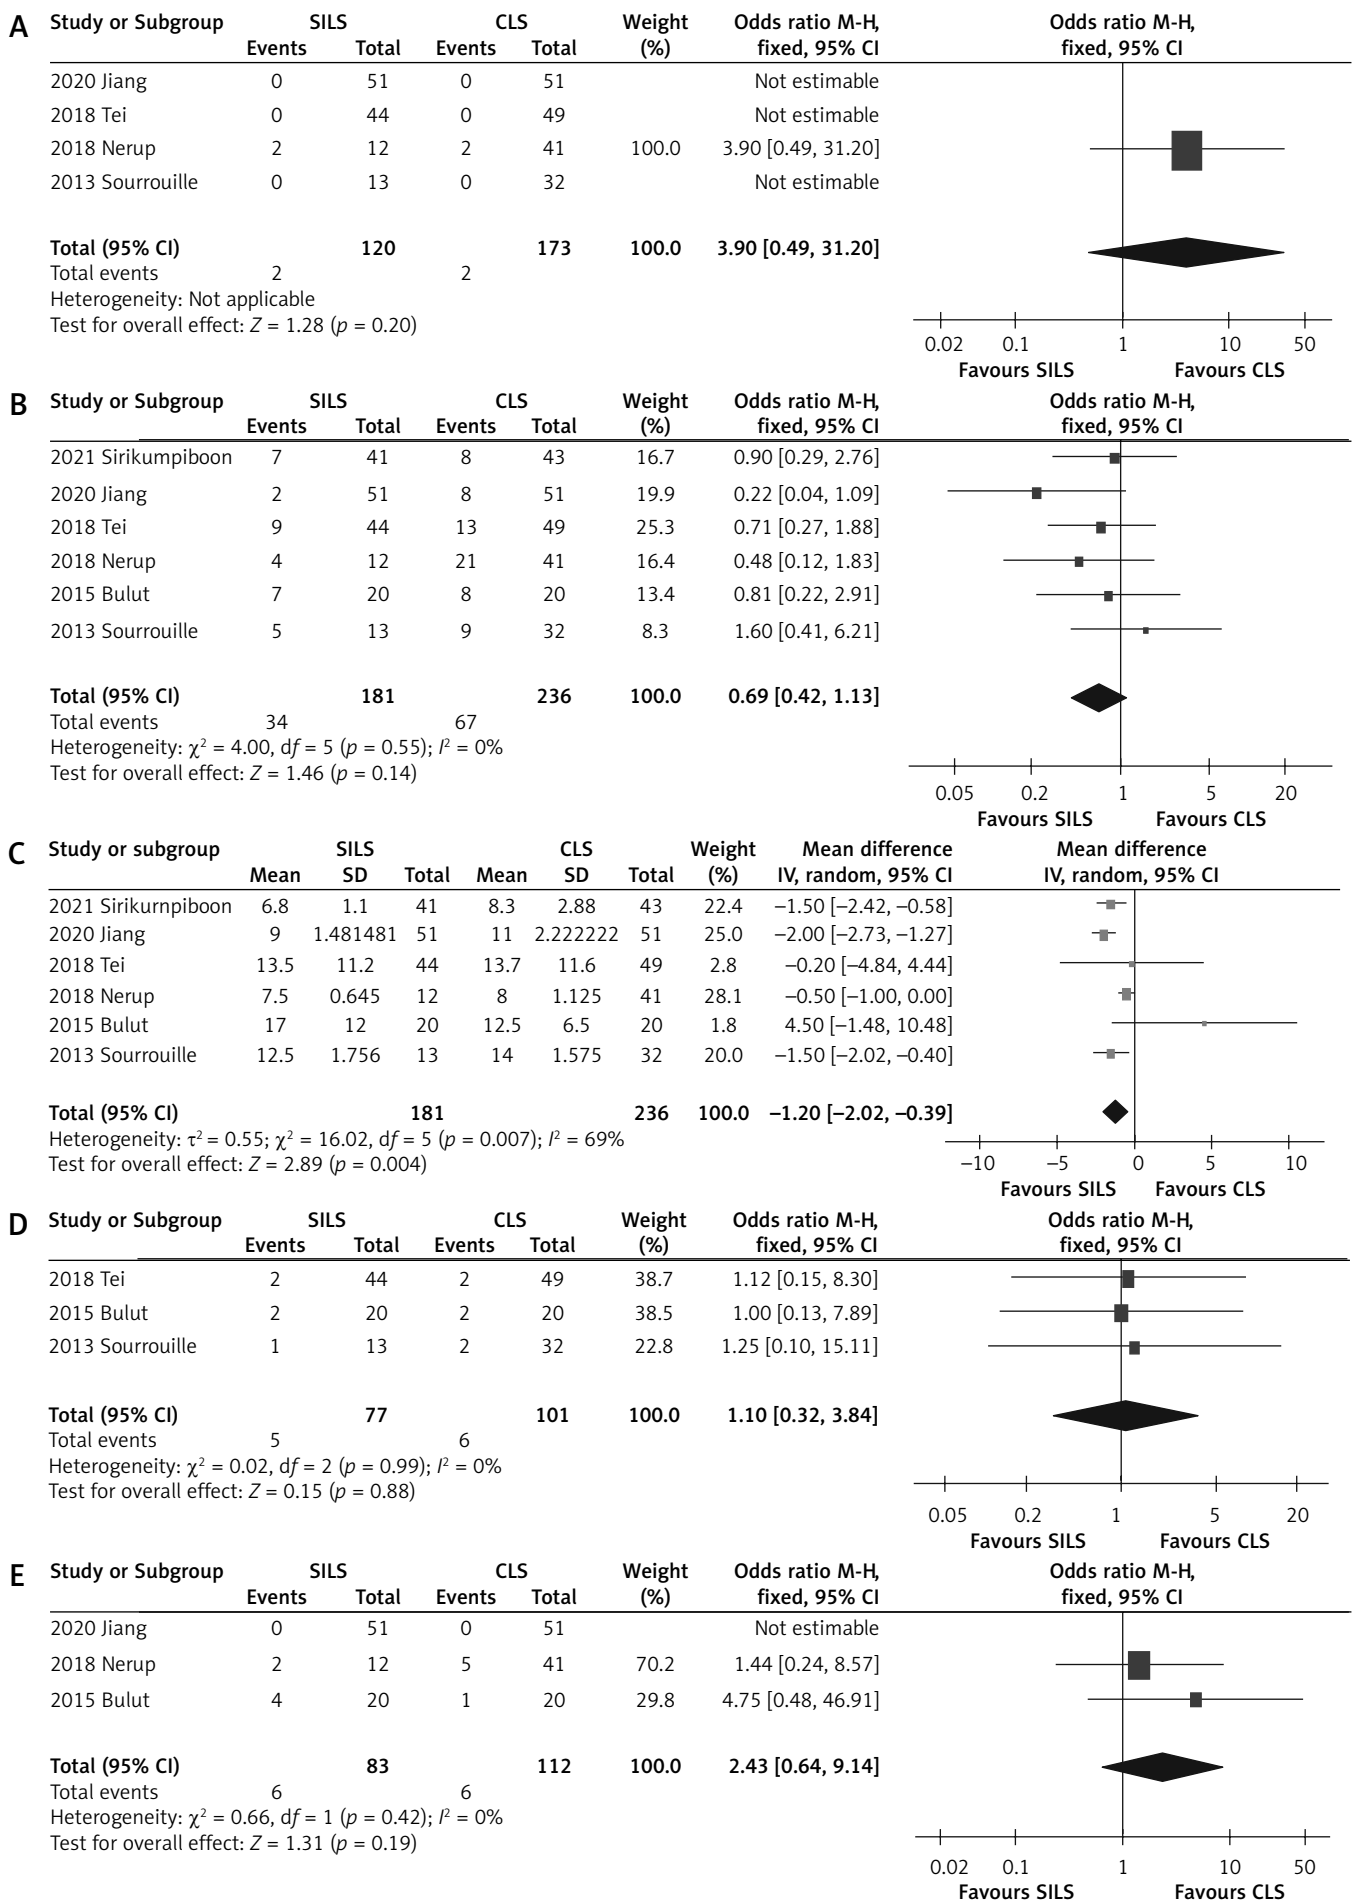 A Study or Subgroup SILS CLS Weight Odds ratio M-H, Odds ratio M-H,
Events Total Events Total (%) fixed, 95% CI fixed, 95% CI
2020 Jiang 0 51 0 51 Not estimable
2018 Tei 0 44 0 49 Not estimable
2018 Nerup 2 12 2 41 100.0 3.90 [0.49, 31.20]
2013 Sourrouille 0 13 0 32 Not estimable
Total (95% CI) 120 173 100.0 3.90 [0.49, 31.20]
Total events 2 2
Heterogeneity: Not applicable
Test for overall effect: Z = 1.28 (p = 0.20)
0.02 0.1 1 10 50
Favours SILS Favours CLS
B Study or Subgroup SILS CLS Weight Odds ratio M-H, Odds ratio M-H,
Events Total Events Total (%) fixed, 95% CI fixed, 95% CI
2021 Sirikumpiboon 7 41 8 43 16.7 0.90 [0.29, 2.76]
2020 Jiang 2 51 8 51 19.9 0.22 [0.04, 1.09]
2018 Tei 9 44 13 49 25.3 0.71 [0.27, 1.88]
2018 Nerup 4 12 21 41 16.4 0.48 [0.12, 1.83]
2015 Bulut 7 20 8 20 13.4 0.81 [0.22, 2.91]
2013 Sourrouille 5 13 9 32 8.3 1.60 [0.41, 6.21]
Total (95% CI) 181 236 100.0 0.69 [0.42, 1.13]
Total events 34 67
Heterogeneity: χ² = 4.00, df = 5 (p = 0.55); I² = 0%
Test for overall effect: Z = 1.46 (p = 0.14)
0.05 0.2 1 5 20
Favours SILS Favours CLS
C Study or subgroup SILS CLS Weight Mean difference Mean difference
Mean SD Total Mean SD Total (%) IV, random, 95% CI IV, random, 95% CI
2021 Sirikurnpiboon 6.8 1.1 41 8.3 2.88 43 22.4 −1.50 [−2.42, −0.58]
2020 Jiang 9 1.481481 51 11 2.222222 51 25.0 −2.00 [−2.73, −1.27]
2018 Tei 13.5 11.2 44 13.7 11.6 49 2.8 −0.20 [−4.84, 4.44]
2018 Nerup 7.5 0.645 12 8 1.125 41 28.1 −0.50 [−1.00, 0.00]
2015 Bulut 17 12 20 12.5 6.5 20 1.8 4.50 [−1.48, 10.48]
2013 Sourrouille 12.5 1.756 13 14 1.575 32 20.0 −1.50 [−2.02, −0.40]
Total (95% CI) 181 236 100.0 −1.20 [−2.02, −0.39]
Heterogeneity: τ² = 0.55; χ² = 16.02, df = 5 (p = 0.007); I² = 69%
Test for overall effect: Z = 2.89 (p = 0.004)
−10 −5 0 5 10
Favours SILS Favours CLS
D Study or Subgroup SILS CLS Weight Odds ratio M-H, Odds ratio M-H,
Events Total Events Total (%) fixed, 95% CI fixed, 95% CI
2018 Tei 2 44 2 49 38.7 1.12 [0.15, 8.30]
2015 Bulut 2 20 2 20 38.5 1.00 [0.13, 7.89]
2013 Sourrouille 1 13 2 32 22.8 1.25 [0.10, 15.11]
Total (95% CI) 77 101 100.0 1.10 [0.32, 3.84]
Total events 5 6
Heterogeneity: χ² = 0.02, df = 2 (p = 0.99); I² = 0%
Test for overall effect: Z = 0.15 (p = 0.88)
0.05 0.2 1 5 20
Favours SILS Favours CLS
E Study or Subgroup SILS CLS Weight Odds ratio M-H, Odds ratio M-H,
Events Total Events Total (%) fixed, 95% CI fixed, 95% CI
2020 Jiang 0 51 0 51 Not estimable
2018 Nerup 2 12 5 41 70.2 1.44 [0.24, 8.57]
2015 Bulut 4 20 1 20 29.8 4.75 [0.48, 46.91]
Total (95% CI) 83 112 100.0 2.43 [0.64, 9.14]
Total events 6 6
Heterogeneity: χ² = 0.66, df = 1 (p = 0.42); I² = 0%
Test for overall effect: Z = 1.31 (p = 0.19)
0.02 0.1 1 10 50
Favours SILS Favours CLS